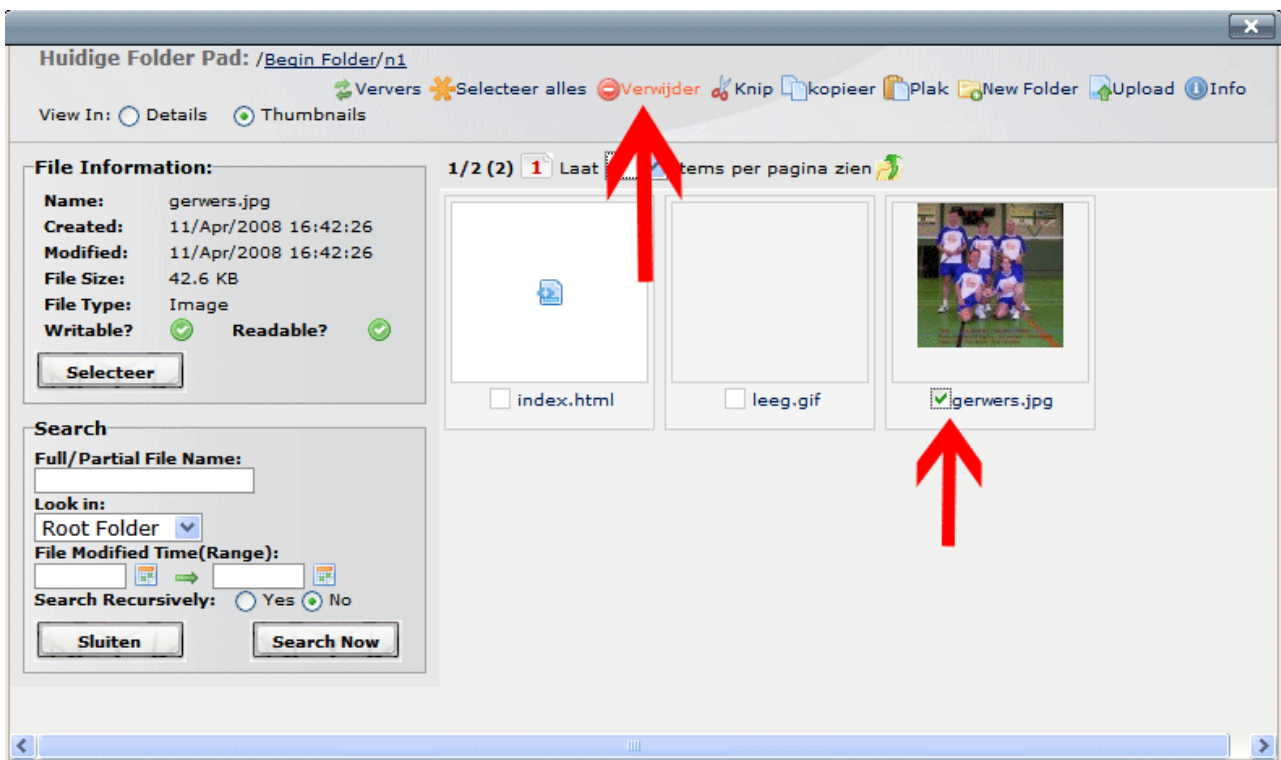 Huidige Folder Pad: /Begin Folder/n1
Ververs Selecteer alles Verwijder Knip kopieer Plak New Folder Upload Info
View In: Details Thumbnails
File Information:
Name: gerwers.jpg
Created: 11/Apr/2008 16:42:26
Modified: 11/Apr/2008 16:42:26
File Size: 42.6 KB
File Type: Image
Writable? Readable?
Selecteer
1/2 (2) 1 Laat items per pagina zien
index.html leeg.gif gerwers.jpg
Search
Full/Partial File Name:
Look in:
Root Folder
File Modified Time(Range):
Search Recursively: Yes No
Sluiten Search Now